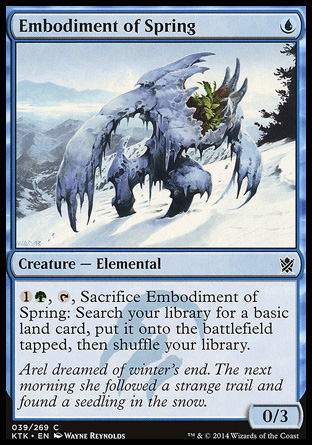 Embodiment of Spring
Creature — Elemental
1, , Sacrifice Embodiment of
Spring: Search your library for a basic
land card, put it onto the battlefield
tapped, then shuffle your library.
Arel dreamed of winter's end. The next
morning she followed a strange trail and
found a seedling in the snow.
0/3
039/269 C
KTK • EN Wayne Reynolds
™ & © 2014 Wizards of the Coast